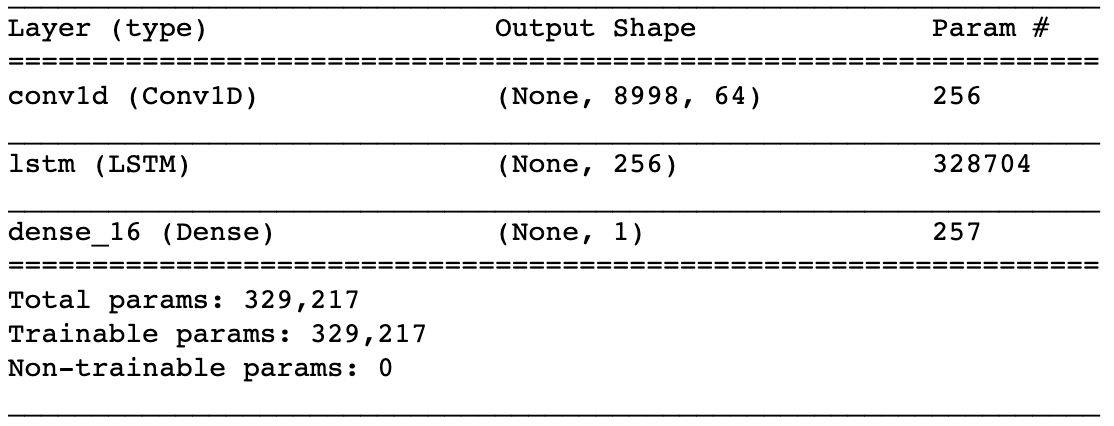 Layer (type) Output Shape Param #
conv1d (Conv1D) (None, 8998, 64) 256
lstm (LSTM) (None, 256) 328704
dense_16 (Dense) (None, 1) 257
Total params: 329,217
Trainable params: 329,217
Non-trainable params: 0